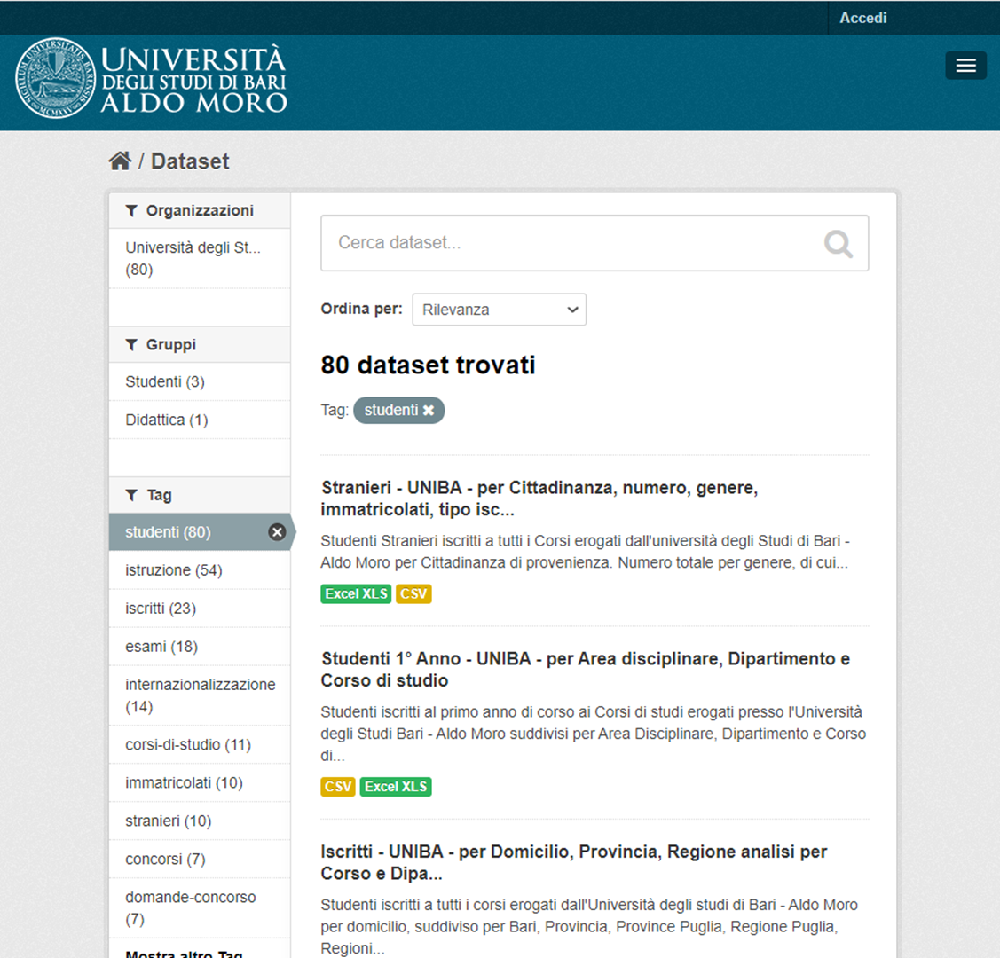 Accedi
UNIVERSITÀ
DEGLI STUDI DI BARI
ALDO MORO
/ Dataset
Organizzazioni
Università degli St...
(80)
Gruppi
Studenti (3)
Didattica (1)
Tag
studenti (80)
istruzione (54)
iscritti (23)
esami (18)
internazionalizzazione
(14)
corsi-di-studio (11)
immatricolati (10)
stranieri (10)
concorsi (7)
domande-concorso
(7)
Mostra altro Tag
Cerca dataset...
Ordina per: Rilevanza
80 dataset trovati
Tag: studenti
Stranieri - UNIBA - per Cittadinanza, numero, genere,
immatricolati, tipo isc...
Studenti Stranieri iscritti a tutti i Corsi erogati dall'università degli Studi di Bari -
Aldo Moro per Cittadinanza di provenienza. Numero totale per genere, di cui...
Excel XLS CSV
Studenti 1° Anno - UNIBA - per Area disciplinare, Dipartimento e
Corso di studio
Studenti iscritti al primo anno di corso ai Corsi di studi erogati presso l'Università
degli Studi Bari - Aldo Moro suddivisi per Area Disciplinare, Dipartimento e Corso
di...
CSV Excel XLS
Iscritti - UNIBA - per Domicilio, Provincia, Regione analisi per
Corso e Dipa...
Studenti iscritti a tutti i corsi erogati dall'Università degli studi di Bari - Aldo Moro
per domicilio, suddiviso per Bari, Provincia, Province Puglia, Regione Puglia,
Regioni...